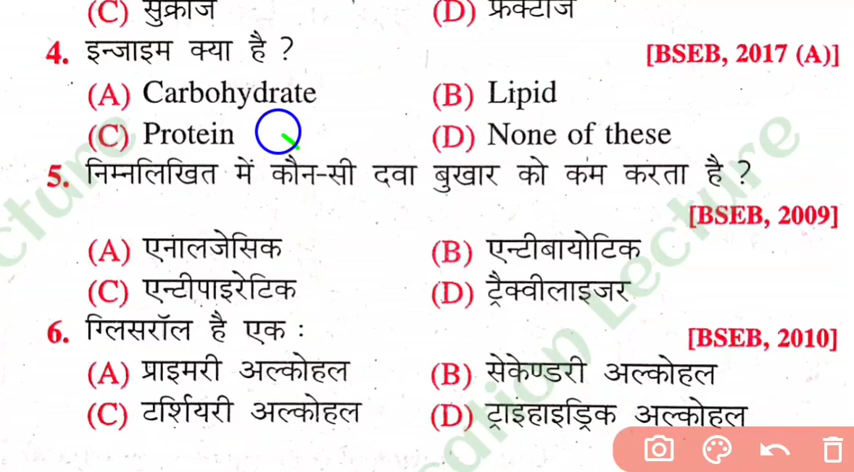 (C) सुक्रोज (D) फ्रक्टोज
4. इन्जाइम क्या है ? [BSEB, 2017 (A)]
(A) Carbohydrate (B) Lipid
(C) Protein (D) None of these
5. निम्नलिखित में कौन-सी दवा बुखार को कम करता है ?
[BSEB, 2009]
(A) एनालजेसिक (B) एन्टीबायोटिक
(C) एन्टीपाइरेटिक (D) ट्रैक्वीलाइजर
6. ग्लिसरॉल है एक :
[BSEB, 2010]
(A) प्राइमरी अल्कोहल (B) सेकेण्डरी अल्कोहल
(C) टर्शियरी अल्कोहल (D) ट्राइहाइड्रिक अल्कोहल